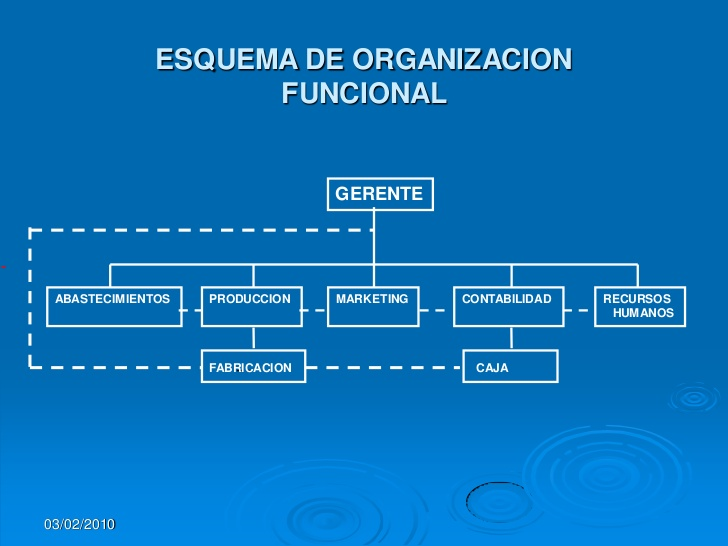 ESQUEMA DE ORGANIZACION
FUNCIONAL
GERENTE
ABASTECIMIENTOS
PRODUCCION
MARKETING
CONTABILIDAD
RECURSOS
HUMANOS
FABRICACION
CAJA
03/02/2010